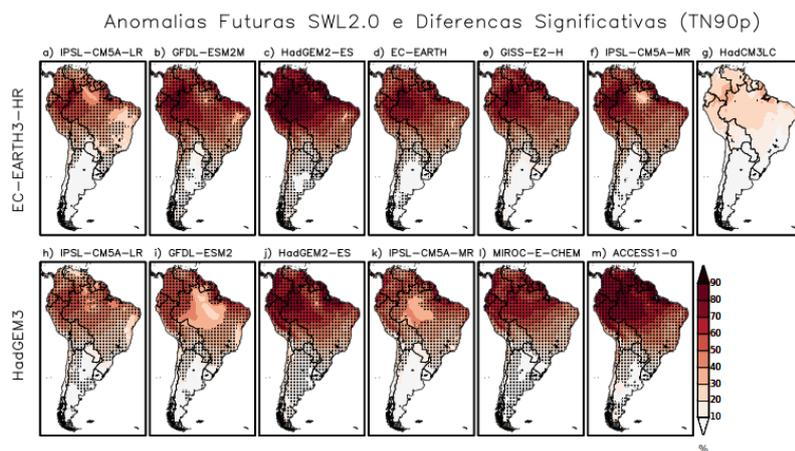 Anomalias Futuras SWL2.0 e Diferencas Significativas (TN90p)
a) IPSL-CM5A-LR b) GFDL-ESM2M c) HadGEM2-ES d) EC-EARTH e) GISS-E2-H f) IPSL-CM5A-MR g) HadCM3LC
EC-EARTH3-HR
h) IPSL-CM5A-LR i) GFDL-ESM2 j) HadGEM2-ES k) IPSL-CM5A-MR l) MIROC-E-CHEM m) ACCESS1-0
HadGEM3
90
80
70
60
50
40
30
20
10
%